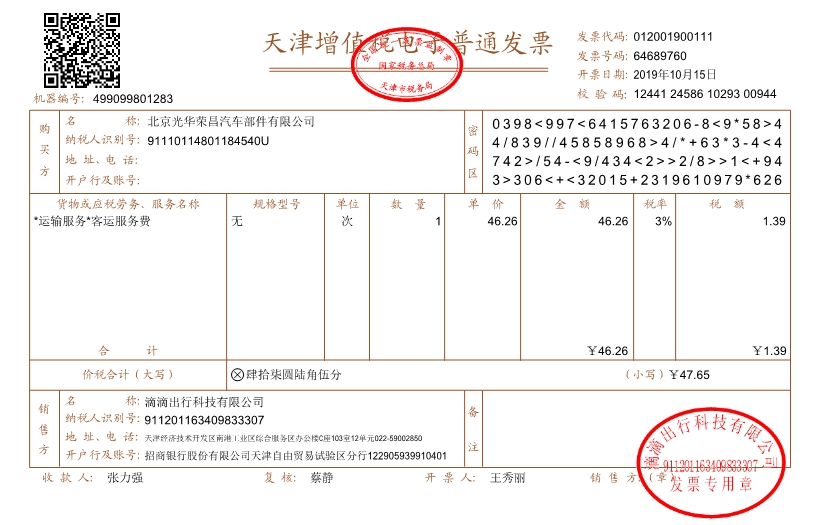 天津增值税电子普通发票
全国统一发票监制章
国家税务总局
天津市税务局
发票代码: 012001900111
发票号码: 64689760
开票日期: 2019年10月15日
校 验 码: 12441 24586 10293 00944
机器编号: 499099801283
购买方
名 称: 北京光华荣昌汽车部件有限公司
纳税人识别号: 91110114801184540U
地 址、电 话:
开户行及账号:
密码区
0398<997<6415763206-8<9*58>4
4/839//45858968>4/*+63*3-4<4
742>/54-<9/434<2>>2/8>>1<+94
3>306<+<32015+2319610979*626
货物或应税劳务、服务名称 规格型号 单位 数 量 单 价 金 额 税率 税 额
*运输服务*客运服务费 无 次 1 46.26 46.26 3% 1.39
合 计 ￥46.26 ￥1.39
价税合计（大写） ⊗肆拾柒圆陆角伍分 （小写）￥47.65
销售方
名 称: 滴滴出行科技有限公司
纳税人识别号: 911201163409833307
地 址、电 话: 天津经济技术开发区南港工业区综合服务区办公楼C座103室12单元022-59002850
开户行及账号: 招商银行股份有限公司天津自由贸易试验区分行122905939910401
备注
收 款 人: 张力强 复 核: 蔡静 开 票 人: 王秀丽 销 售 方:(章)
滴滴出行科技有限公司
911201163409833307
发票专用章